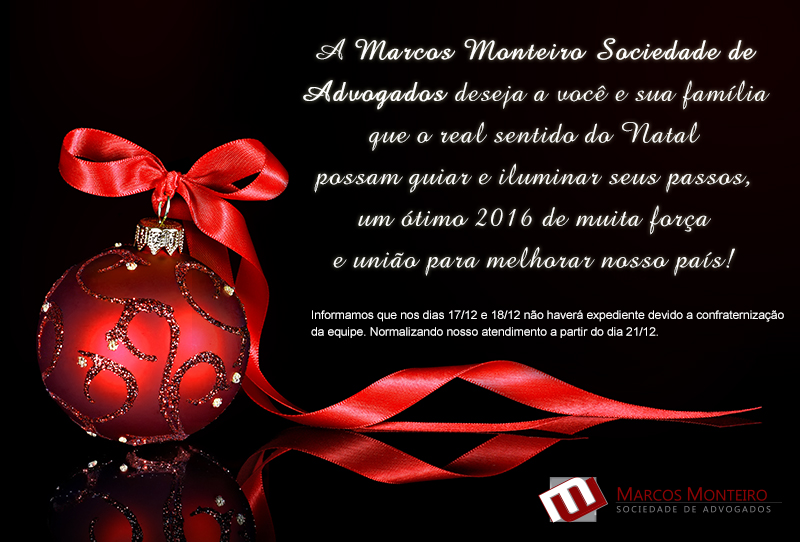 A Marcos Monteiro Sociedade de
Advogados deseja a você e sua família
que o real sentido do Natal
possam guiar e iluminar seus passos,
um ótimo 2016 de muita força
e união para melhorar nosso país!
Informamos que nos dias 17/12 e 18/12 não haverá expediente devido a confraternização
da equipe. Normalizando nosso atendimento a partir do dia 21/12.
m MARCOS MONTEIRO
SOCIEDADE DE ADVOGADOS